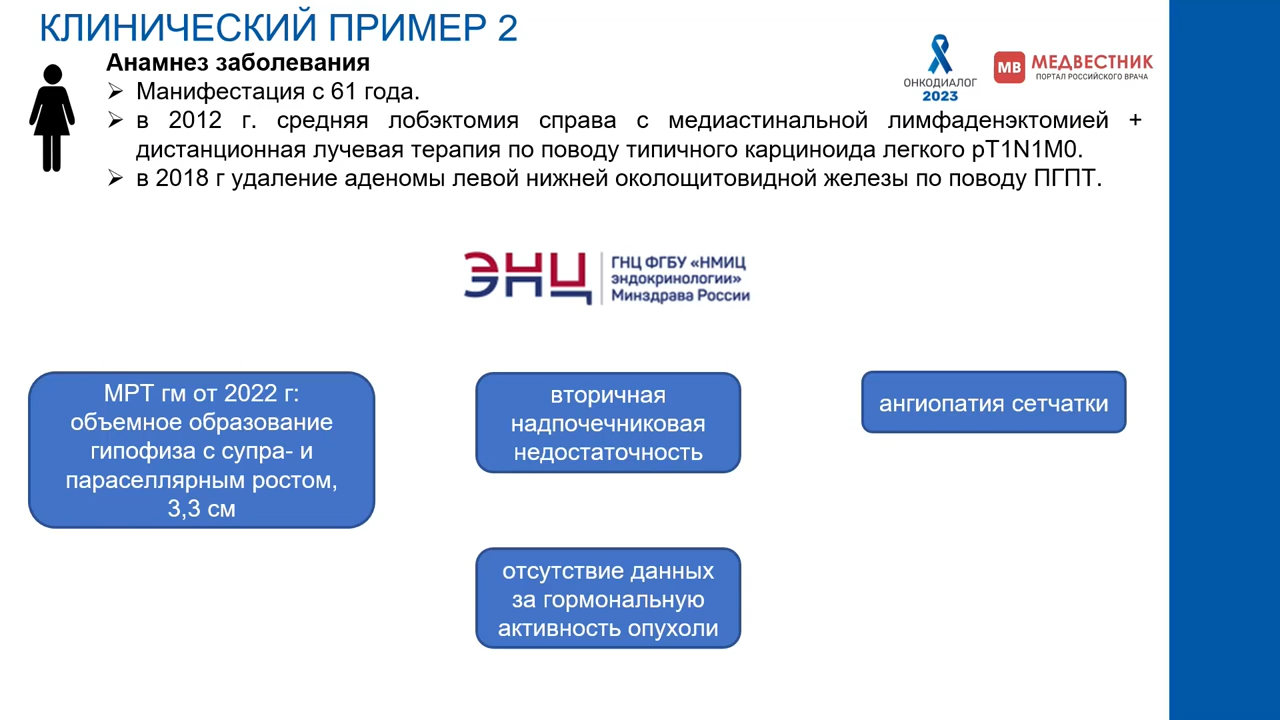 КЛИНИЧЕСКИЙ ПРИМЕР 2
Анамнез заболевания
➢ Манифестация с 61 года.
➢ в 2012 г. средняя лобэктомия справа с медиастинальной лимфаденэктомией +
дистанционная лучевая терапия по поводу типичного карциноида легкого pT1N1M0.
➢ в 2018 г удаление аденомы левой нижней околощитовидной железы по поводу ПГПТ.
ОНКОДИАЛОГ
2023
МВ МЕДВЕСТНИК
ПОРТАЛ РОССИЙСКОГО ВРАЧА
ЭНЦ
ГНЦ ФГБУ «НМИЦ
эндокринологии»
Минздрава России
МРТ гм от 2022 г:
объемное образование
гипофиза с супра- и
параселлярным ростом,
3,3 см
вторичная
надпочечниковая
недостаточность
ангиопатия сетчатки
отсутствие данных
за гормональную
активность опухоли